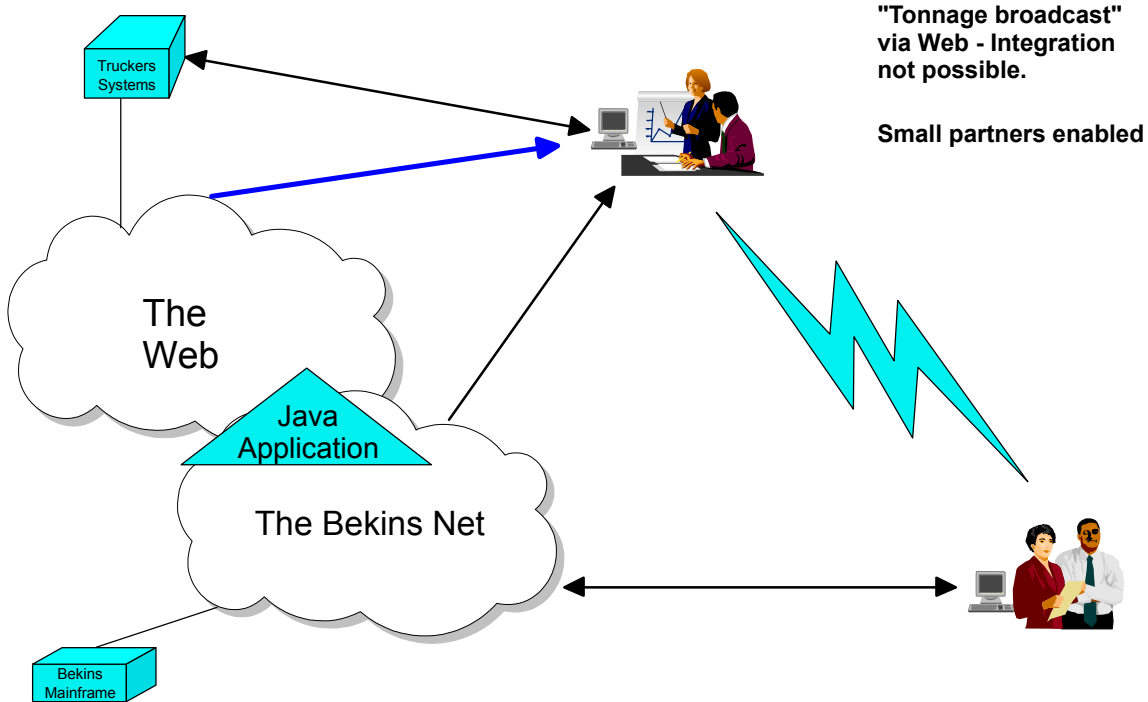 "Tonnage broadcast"
via Web - Integration
not possible.
Small partners enabled
Truckers
Systems
The
Web
Java
Application
The Bekins Net
Bekins
Mainframe